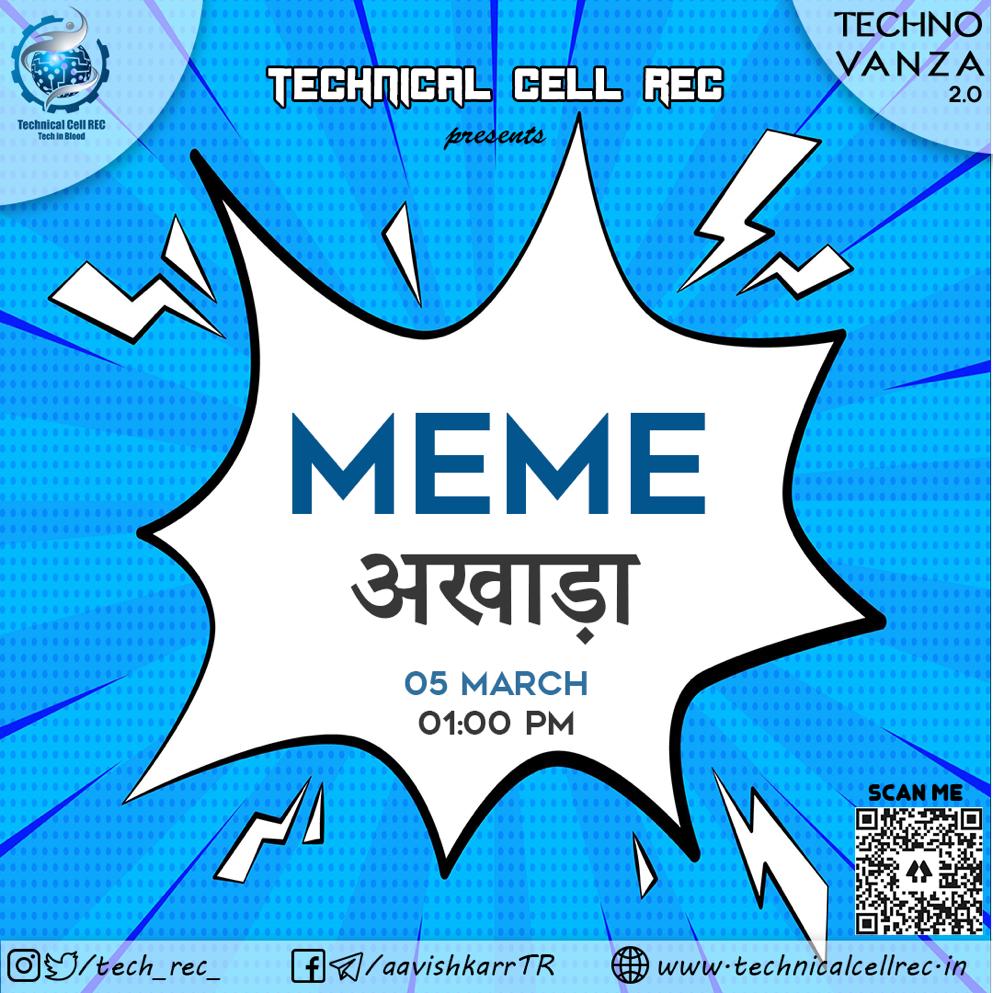 Technical Cell REC
Tech in Blood
TECHNICAL CELL REC
presents
TECHNO
VANZA
2.0
MEME
अखाड़ा
05 MARCH
01:00 PM
SCAN ME
/tech_rec_
/aavishkarrTR
www.technicalcellrec.in